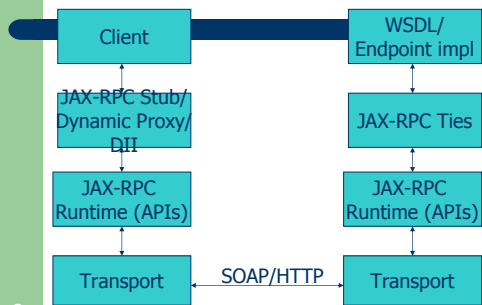 Client
WSDL/
Endpoint impl
JAX-RPC Stub/
Dynamic Proxy/
DII
JAX-RPC Ties
JAX-RPC
Runtime (APIs)
JAX-RPC
Runtime (APIs)
Transport
SOAP/HTTP
Transport